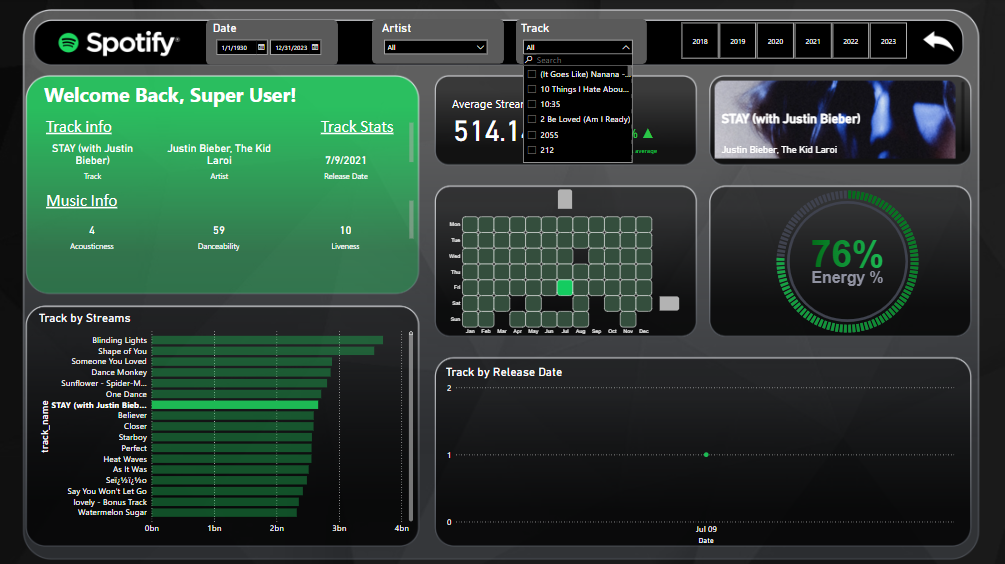 Spotify
Date
1/1/1930
12/31/2023
Artist
All
Track
All
Search
(It Goes Like) Nanana -...
10 Things I Hate Abou...
10:35
2 Be Loved (Am I Ready)
2055
212
2018
2019
2020
2021
2022
2023
Welcome Back, Super User!
Track Info
Track Stats
STAY (with Justin
Bieber)
Track
Justin Bieber, The Kid
Laroi
Artist
7/9/2021
Release Date
Music Info
4
Acousticness
59
Danceability
10
Liveness
Average Strea
514.1
% ▲
average
STAY (with Justin Bieber)
Justin Bieber, The Kid Laroi
Mon
Tue
Wed
Thu
Fri
Sat
Sun
Jan
Feb
Mar
Apr
May
Jun
Jul
Aug
Sep
Oct
Nov
Dec
76%
Energy %
Track by Streams
track_name
Blinding Lights
Shape of You
Someone You Loved
Dance Monkey
Sunflower - Spider-M...
One Dance
STAY (with Justin Bieb...
Believer
Closer
Starboy
Perfect
Heat Waves
As It Was
Seï¿½ï¿½o
Say You Won't Let Go
lovely - Bonus Track
Watermelon Sugar
0bn
1bn
2bn
3bn
4bn
Track by Release Date
2
1
0
Jul 09
Date